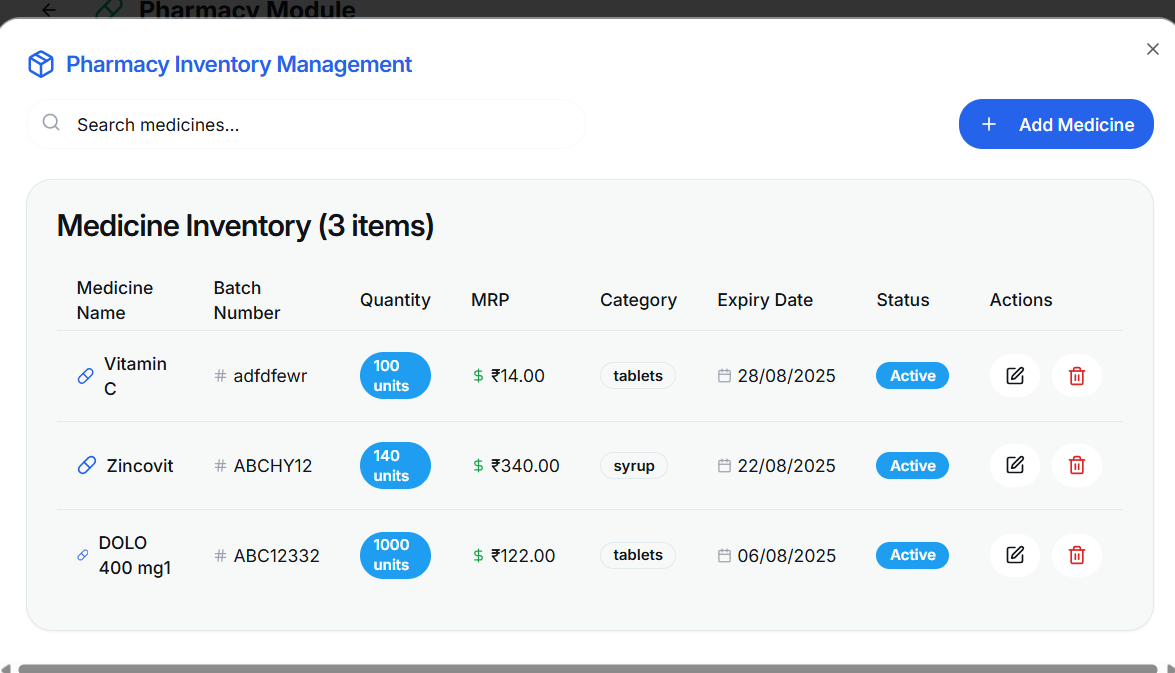 Pharmacy Module
Pharmacy Inventory Management
Search medicines...
+ Add Medicine
Medicine Inventory (3 items)
Medicine
Name
Batch
Number
Quantity
MRP
Category
Expiry Date
Status
Actions
Vitamin
C
# adfdfewr
100
units
$ ₹14.00
tablets
28/08/2025
Active
Zincovit
# ABCHY12
140
units
$ ₹340.00
syrup
22/08/2025
Active
DOLO
400 mg1
# ABC12332
1000
units
$ ₹122.00
tablets
06/08/2025
Active